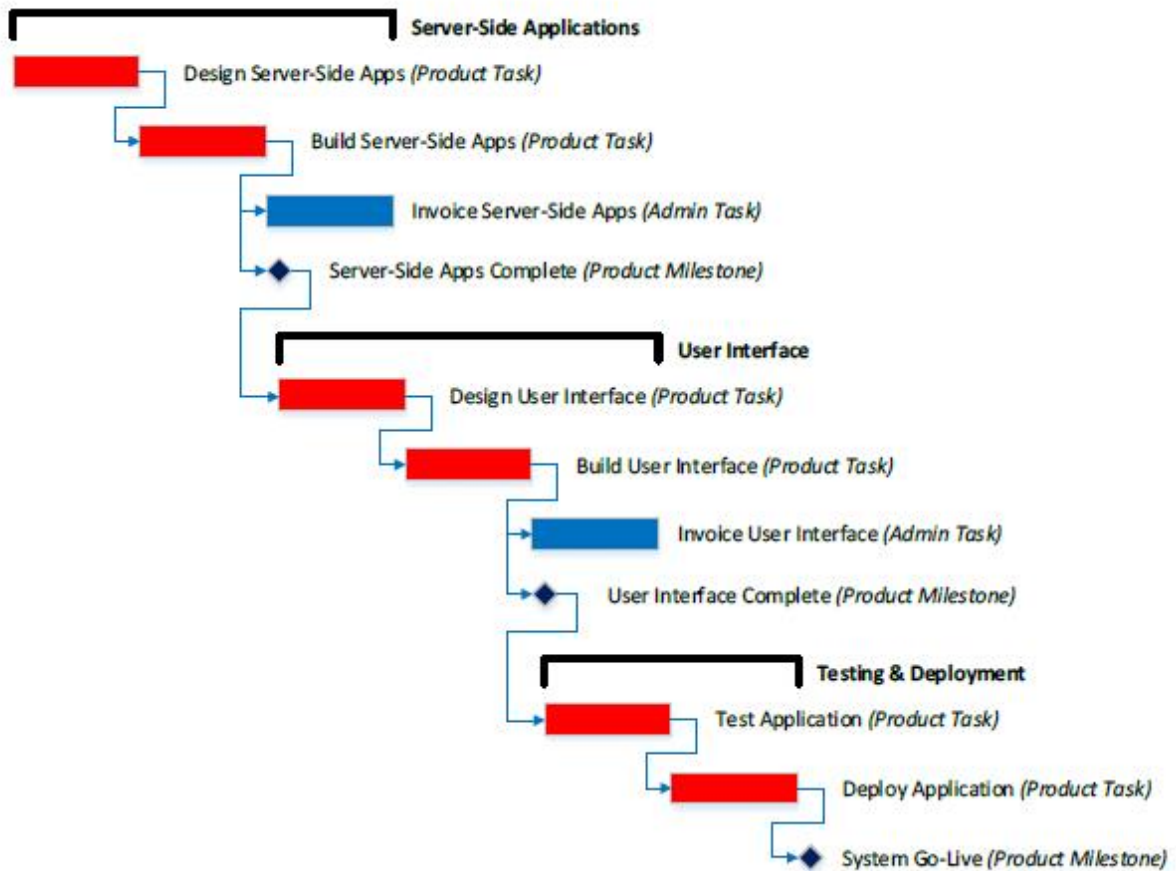 Server-Side Applications
Design Server-Side Apps (Product Task)
Build Server-Side Apps (Product Task)
Invoice Server-Side Apps (Admin Task)
Server-Side Apps Complete (Product Milestone)
User Interface
Design User Interface (Product Task)
Build User Interface (Product Task)
Invoice User Interface (Admin Task)
User Interface Complete (Product Milestone)
Testing & Deployment
Test Application (Product Task)
Deploy Application (Product Task)
System Go-Live (Product Milestone)